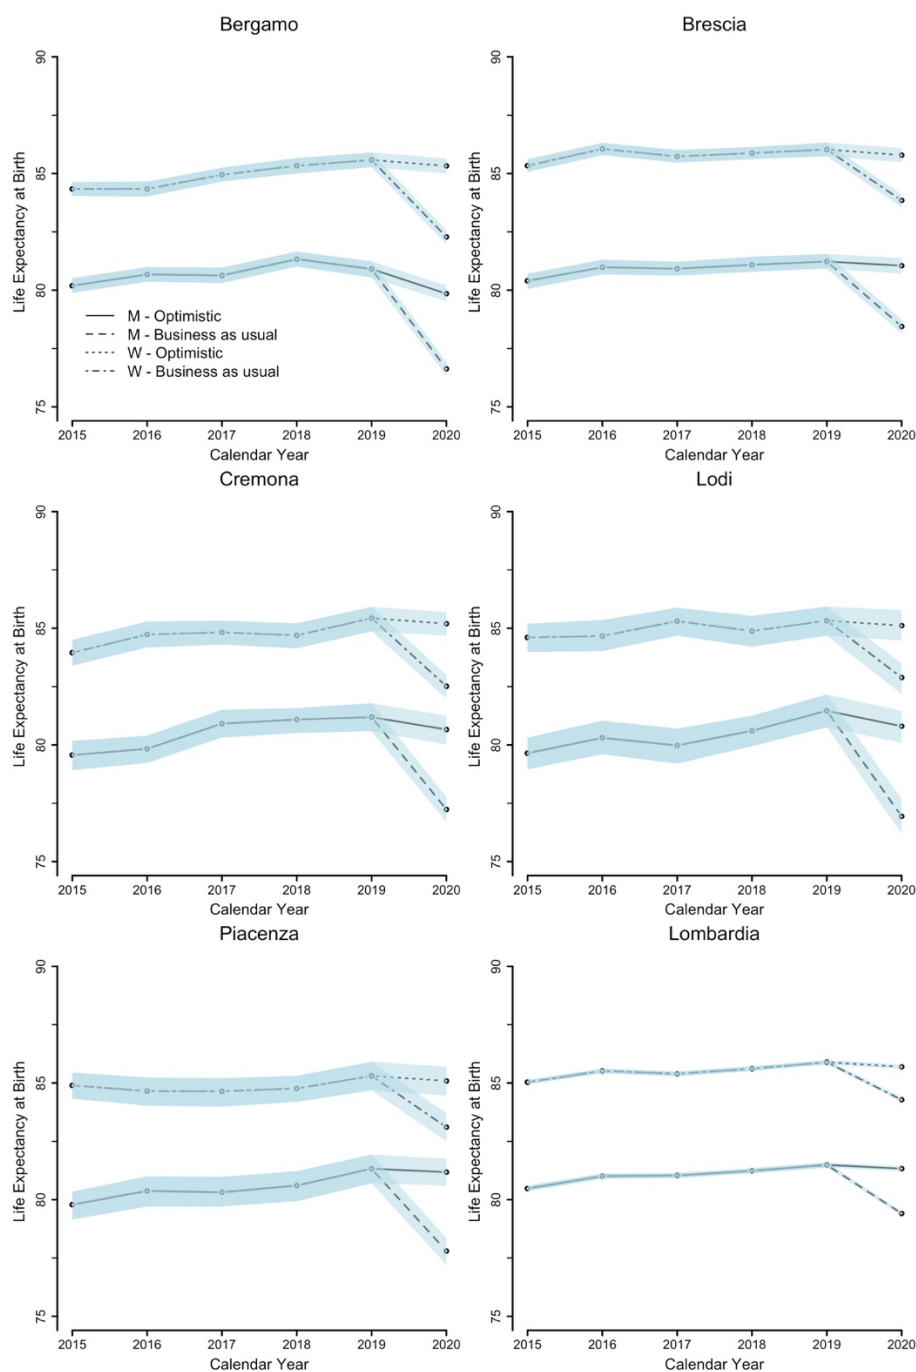 Bergamo
Brescia
90
85
80
75
Life Expectancy at Birth
M - Optimistic
M - Business as usual
W - Optimistic
W - Business as usual
2015 2016 2017 2018 2019 2020
Calendar Year
90
85
80
75
Life Expectancy at Birth
2015 2016 2017 2018 2019 2020
Calendar Year
Cremona
Lodi
90
85
80
75
Life Expectancy at Birth
2015 2016 2017 2018 2019 2020
Calendar Year
90
85
80
75
Life Expectancy at Birth
2015 2016 2017 2018 2019 2020
Calendar Year
Piacenza
Lombardia
90
85
80
75
Life Expectancy at Birth
2015 2016 2017 2018 2019 2020
Calendar Year
90
85
80
75
Life Expectancy at Birth
2015 2016 2017 2018 2019 2020
Calendar Year